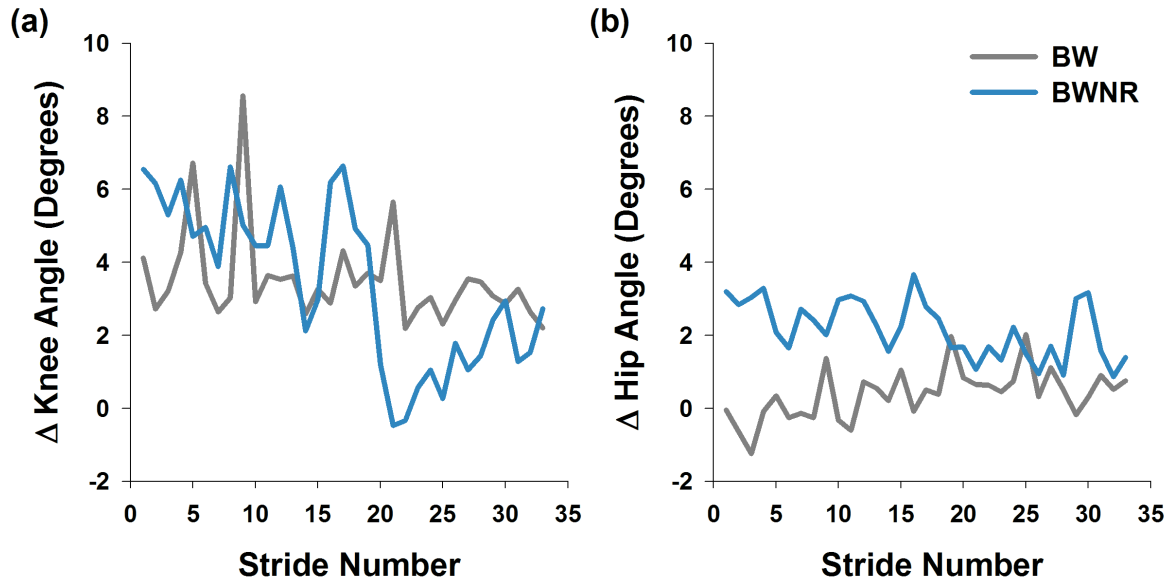 (a)
Δ Knee Angle (Degrees)
10
8
6
4
2
0
-2
0 5 10 15 20 25 30 35
Stride Number
(b)
Δ Hip Angle (Degrees)
10
8
6
4
2
0
-2
0 5 10 15 20 25 30 35
Stride Number
BW
BWNR